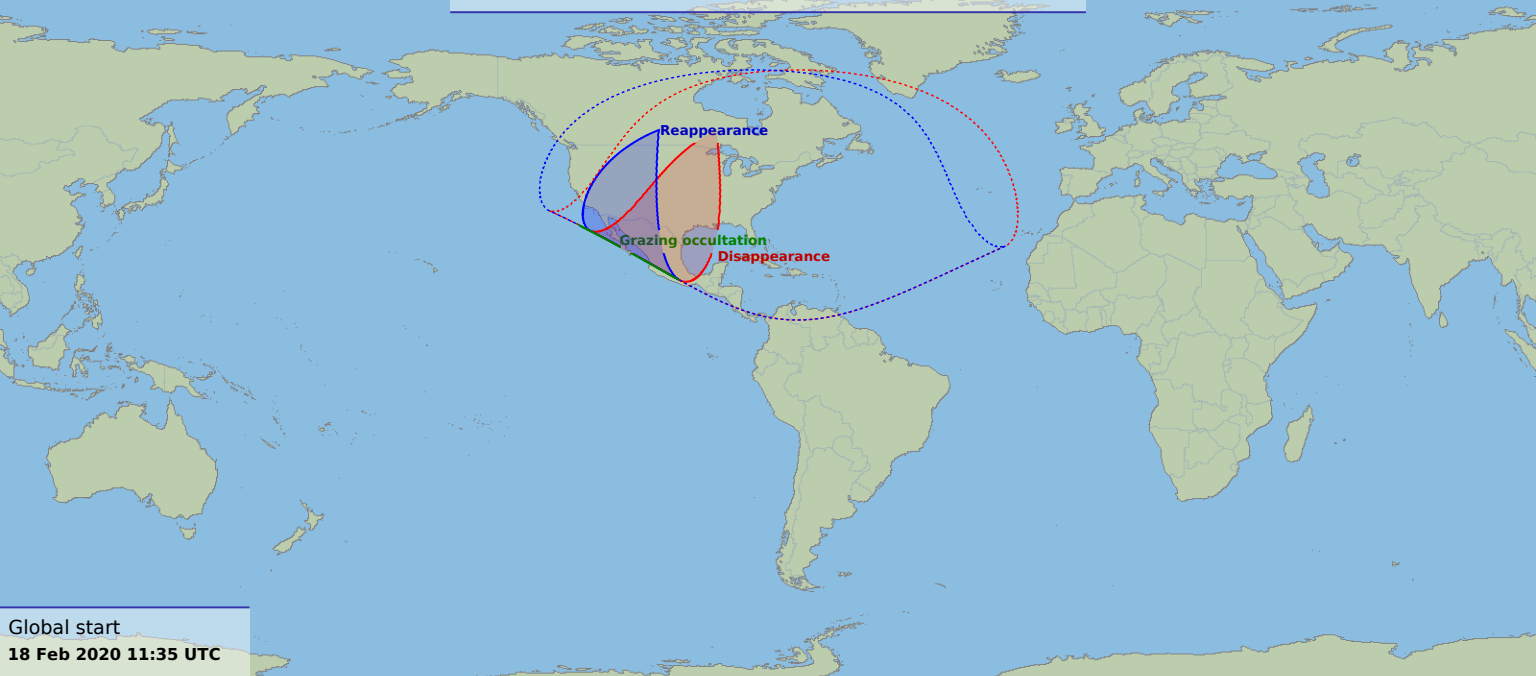 Reappearance
Grazing occultation
Disappearance
Global start
18 Feb 2020 11:35 UTC